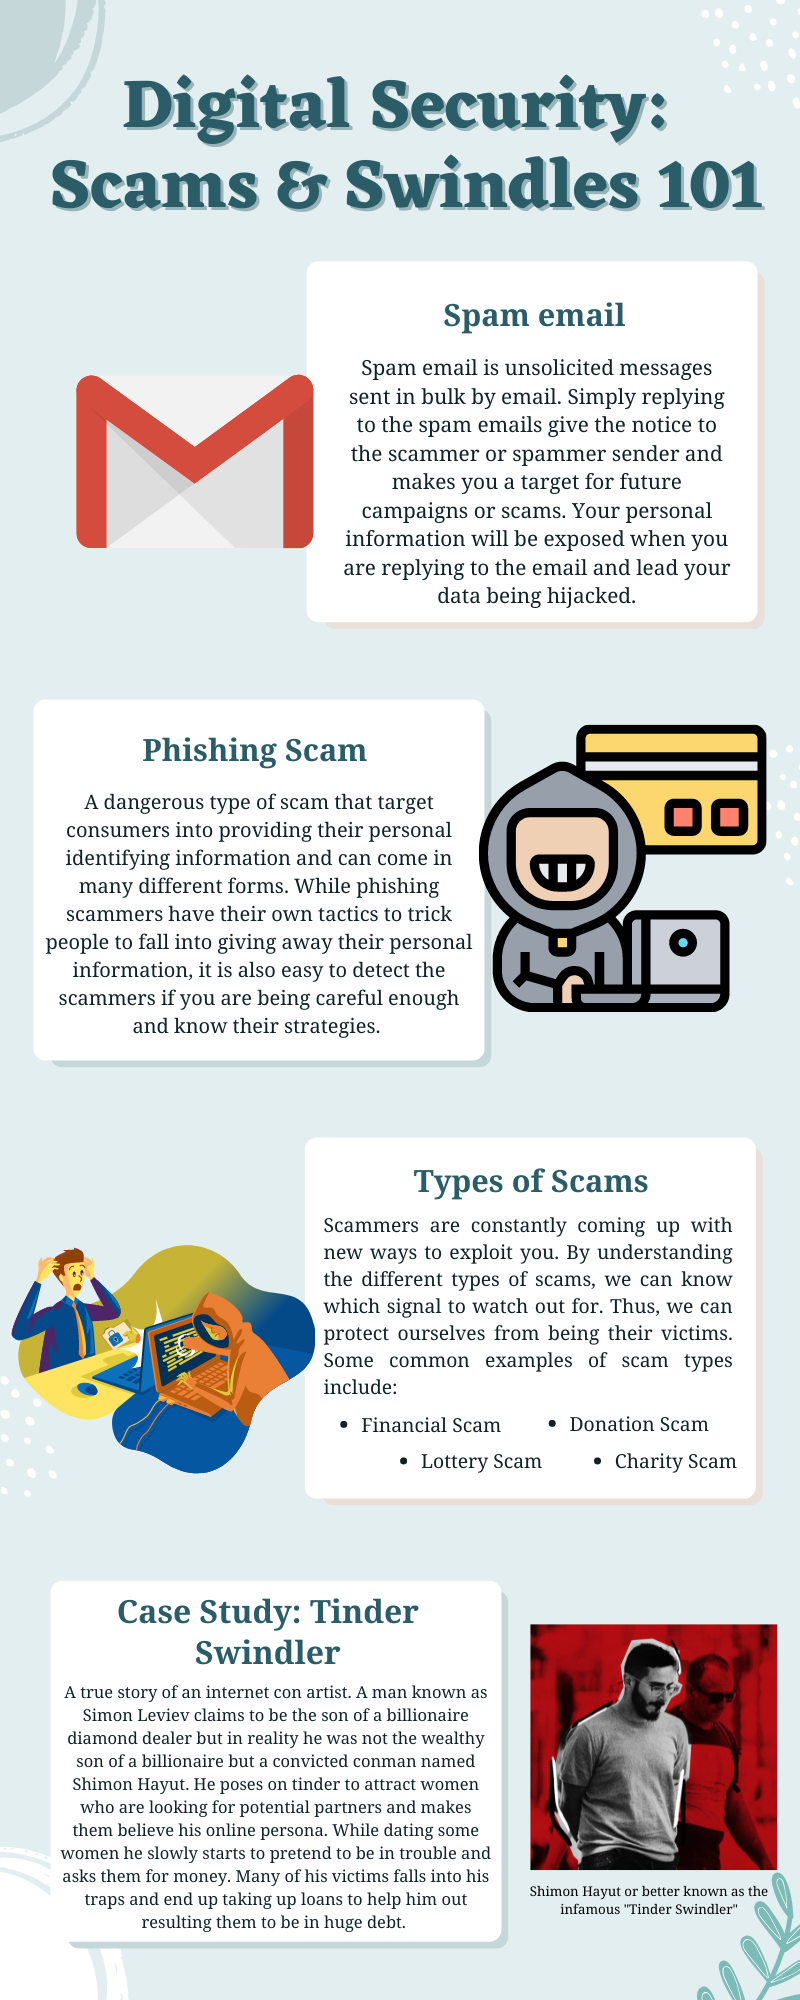 Digital Security:
Scams & Swindles 101
Spam email
Spam email is unsolicited messages
sent in bulk by email. Simply replying
to the spam emails give the notice to
the scammer or spammer sender and
makes you a target for future
campaigns or scams. Your personal
information will be exposed when you
are replying to the email and lead your
data being hijacked.
Phishing Scam
A dangerous type of scam that target
consumers into providing their personal
identifying information and can come in
many different forms. While phishing
scammers have their own tactics to trick
people to fall into giving away their personal
information, it is also easy to detect the
scammers if you are being careful enough
and know their strategies.
Types of Scams
Scammers are constantly coming up with
new ways to exploit you. By understanding
the different types of scams, we can know
which signal to watch out for. Thus, we can
protect ourselves from being their victims.
Some common examples of scam types
include:
• Financial Scam • Donation Scam
• Lottery Scam • Charity Scam
Case Study: Tinder
Swindler
A true story of an internet con artist. A man known as
Simon Leviev claims to be the son of a billionaire
diamond dealer but in reality he was not the wealthy
son of a billionaire but a convicted conman named
Shimon Hayut. He poses on tinder to attract women
who are looking for potential partners and makes
them believe his online persona. While dating some
women he slowly starts to pretend to be in trouble and
asks them for money. Many of his victims falls into his
traps and end up taking up loans to help him out
resulting them to be in huge debt.
Shimon Hayut or better known as the
infamous "Tinder Swindler"